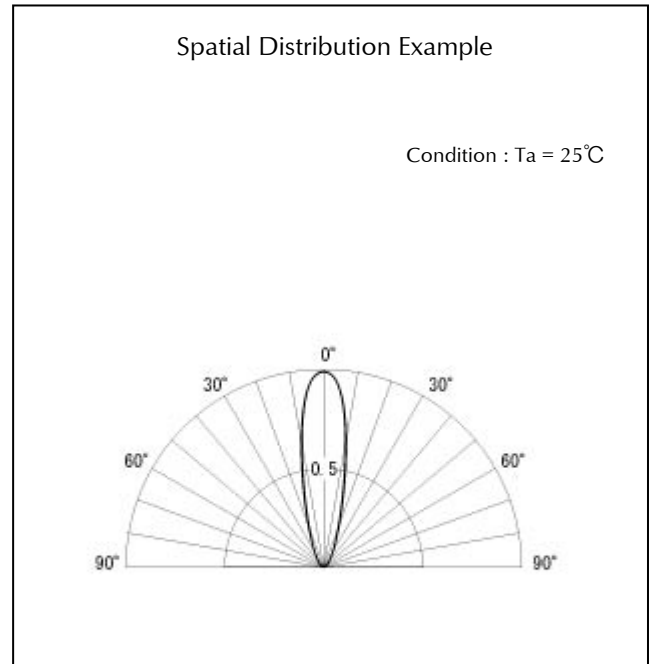 Spatial Distribution Example
Condition : Ta = 25℃
0°
30° 30°
60° 60°
0. 5
90° 90°